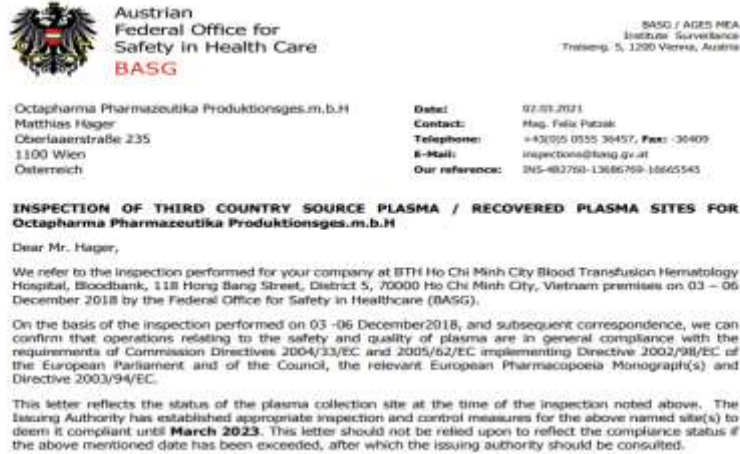 Austrian
Federal Office for
Safety in Health Care
BASG
BASG / AGES MEA
Institute Surveillance
Traiseng. 5, 1200 Vienna, Austria
Octapharma Pharmazeutika Produktionsges.m.b.H
Matthias Hager
Oberlaaerstraße 235
1100 Wien
Österreich
Date: 02.03.2021
Contact: Mag. Felix Patzak
Telephone: +43(0)5 0555 36457, Fax: -36409
E-Mail: inspections@basg.gv.at
Our reference: INS-482760-13686769-16665545
INSPECTION OF THIRD COUNTRY SOURCE PLASMA / RECOVERED PLASMA SITES FOR
Octapharma Pharmazeutika Produktionsges.m.b.H
Dear Mr. Hager,
We refer to the inspection performed for your company at BTH Ho Chi Minh City Blood Transfusion Hematology
Hospital, Bloodbank, 118 Hong Bang Street, District 5, 70000 Ho Chi Minh City, Vietnam premises on 03 – 06
December 2018 by the Federal Office for Safety in Healthcare (BASG).
On the basis of the inspection performed on 03 -06 December2018, and subsequent correspondence, we can
confirm that operations relating to the safety and quality of plasma are in general compliance with the
requirements of Commission Directives 2004/33/EC and 2005/62/EC implementing Directive 2002/98/EC of
the European Parliament and of the Council, the relevant European Pharmacopoeia Monograph(s) and
Directive 2003/94/EC.
This letter reflects the status of the plasma collection site at the time of the inspection noted above. The
Issuing Authority has established appropriate inspection and control measures for the above named site(s) to
deem it compliant until March 2023. This letter should not be relied upon to reflect the compliance status if
the above mentioned date has been exceeded, after which the issuing authority should be consulted.